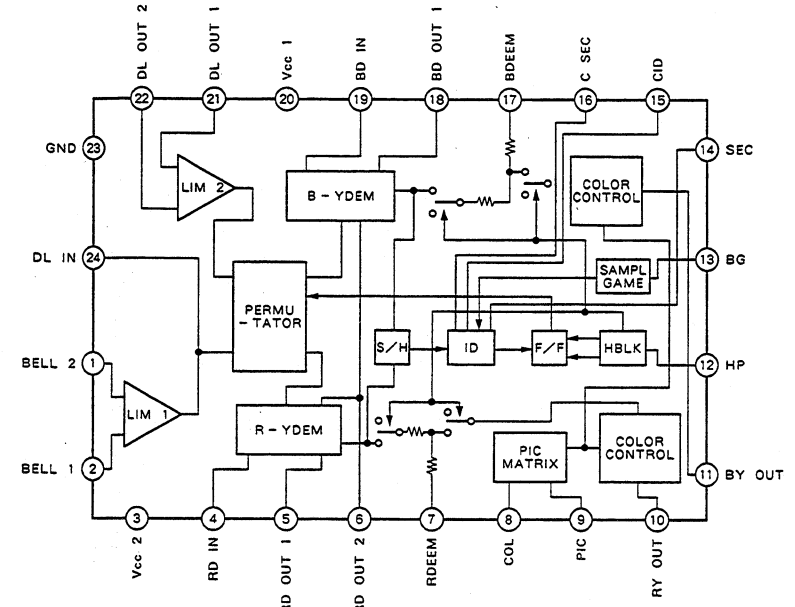 DL OUT 2
DL OUT 1
Vcc 1
BD IN
BD OUT 1
BDEEM
C SEC
CID
22
21
20
19
18
17
16
15
GND 23
14 SEC
LIM 2
B-YDEM
COLOR
CONTROL
DL IN 24
13 BG
SAMPL
GAME
PERMU
-TATOR
S/H
ID
F/F
HBLK
BELL 2 1
12 HP
LIM 1
R-YDEM
PIC
MATRIX
COLOR
CONTROL
BELL 1 2
11 BY OUT
3
4
5
6
7
8
9
10
Vcc 2
RD IN
RD OUT 1
BD OUT 2
RDEEM
COL
PIC
RY OUT